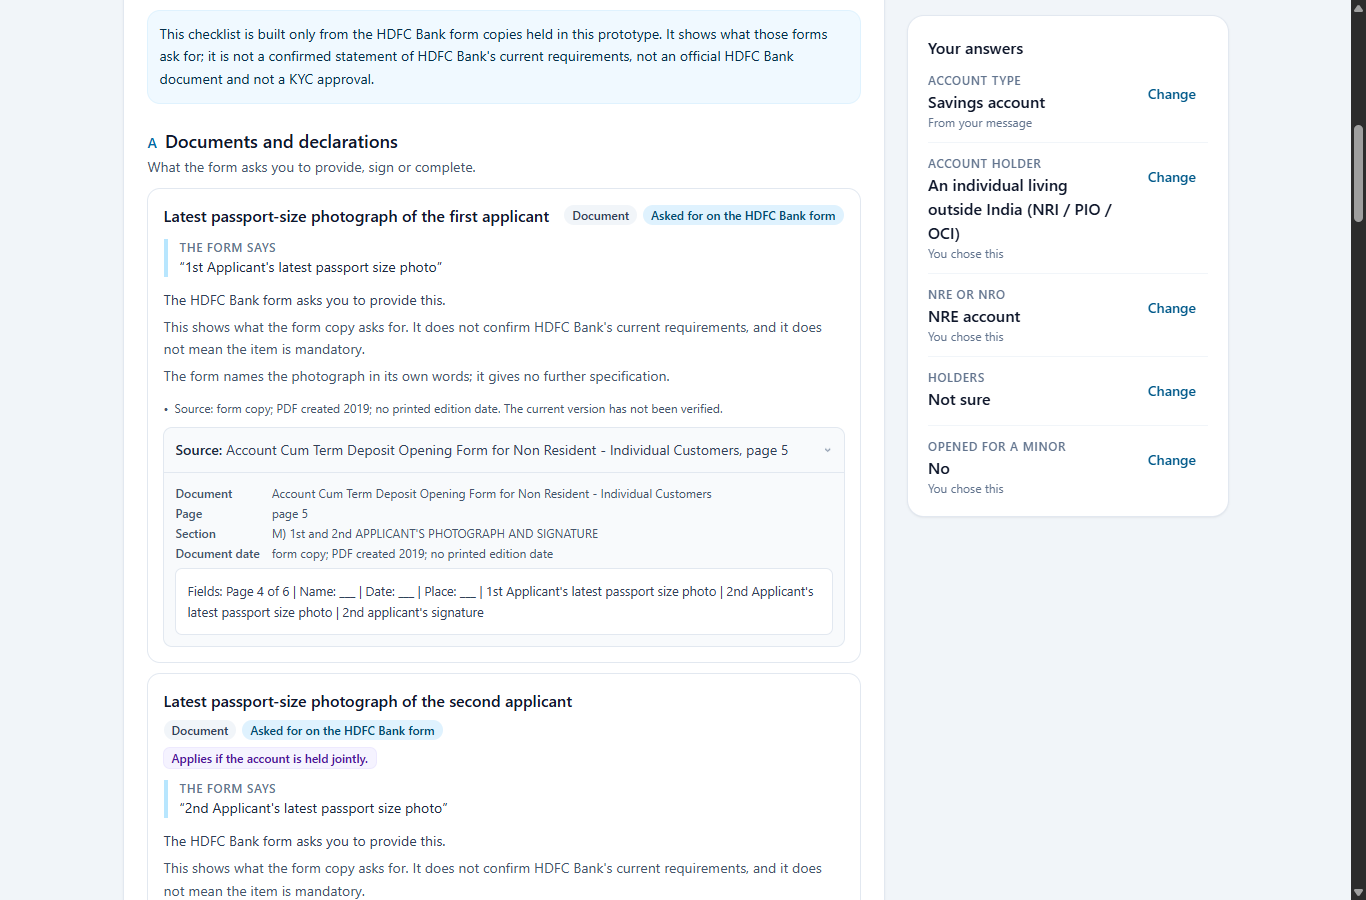 This checklist is built only from the HDFC Bank form copies held in this prototype. It shows what those forms
ask for; it is not a confirmed statement of HDFC Bank's current requirements, not an official HDFC Bank
document and not a KYC approval.
A Documents and declarations
What the form asks you to provide, sign or complete.
Latest passport-size photograph of the first applicant Document Asked for on the HDFC Bank form
THE FORM SAYS
“1st Applicant's latest passport size photo”
The HDFC Bank form asks you to provide this.
This shows what the form copy asks for. It does not confirm HDFC Bank's current requirements, and it does
not mean the item is mandatory.
The form names the photograph in its own words; it gives no further specification.
• Source: form copy; PDF created 2019; no printed edition date. The current version has not been verified.
Source: Account Cum Term Deposit Opening Form for Non Resident - Individual Customers, page 5
Document Account Cum Term Deposit Opening Form for Non Resident - Individual Customers
Page page 5
Section M) 1st and 2nd APPLICANT'S PHOTOGRAPH AND SIGNATURE
Document date form copy; PDF created 2019; no printed edition date
Fields: Page 4 of 6 | Name: ___ | Date: ___ | Place: ___ | 1st Applicant's latest passport size photo | 2nd Applicant's
latest passport size photo | 2nd applicant's signature
Latest passport-size photograph of the second applicant
Document Asked for on the HDFC Bank form
Applies if the account is held jointly.
THE FORM SAYS
“2nd Applicant's latest passport size photo”
The HDFC Bank form asks you to provide this.
This shows what the form copy asks for. It does not confirm HDFC Bank's current requirements, and it does
not mean the item is mandatory.
Your answers
ACCOUNT TYPE
Savings account
From your message
Change
ACCOUNT HOLDER
An individual living
outside India (NRI / PIO /
OCI)
You chose this
Change
NRE OR NRO
NRE account
You chose this
Change
HOLDERS
Not sure
Change
OPENED FOR A MINOR
No
You chose this
Change